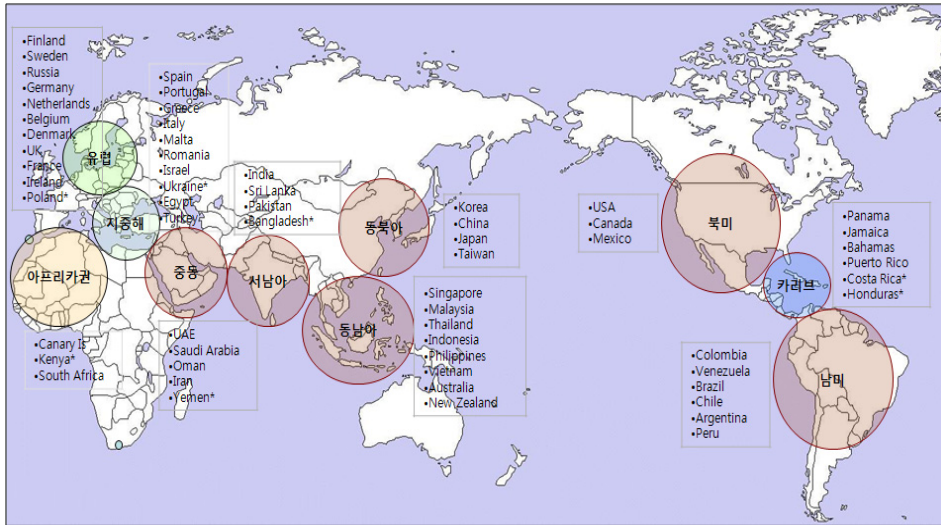 •Finland
•Sweden
•Russia
•Germany
•Netherlands
•Belgium
•Denmark
•UK
•France
•Ireland
•Poland*
유럽
•Spain
•Portugal
•Greece
•Italy
•Malta
•Romania
•Israel
•Ukraine*
•Egypt
•Turkey
지중해
•India
•Sri Lanka
•Pakistan
•Bangladesh*
서남아
동북아
•Korea
•China
•Japan
•Taiwan
아프리카권
•Canary Is
•Kenya*
•South Africa
중동
•UAE
•Saudi Arabia
•Oman
•Iran
•Yemen*
동남아
•Singapore
•Malaysia
•Thailand
•Indonesia
•Philippines
•Vietnam
•Australia
•New Zealand
•USA
•Canada
•Mexico
북미
카리브
•Panama
•Jamaica
•Bahamas
•Puerto Rico
•Costa Rica*
•Honduras*
•Colombia
•Venezuela
•Brazil
•Chile
•Argentina
•Peru
남미